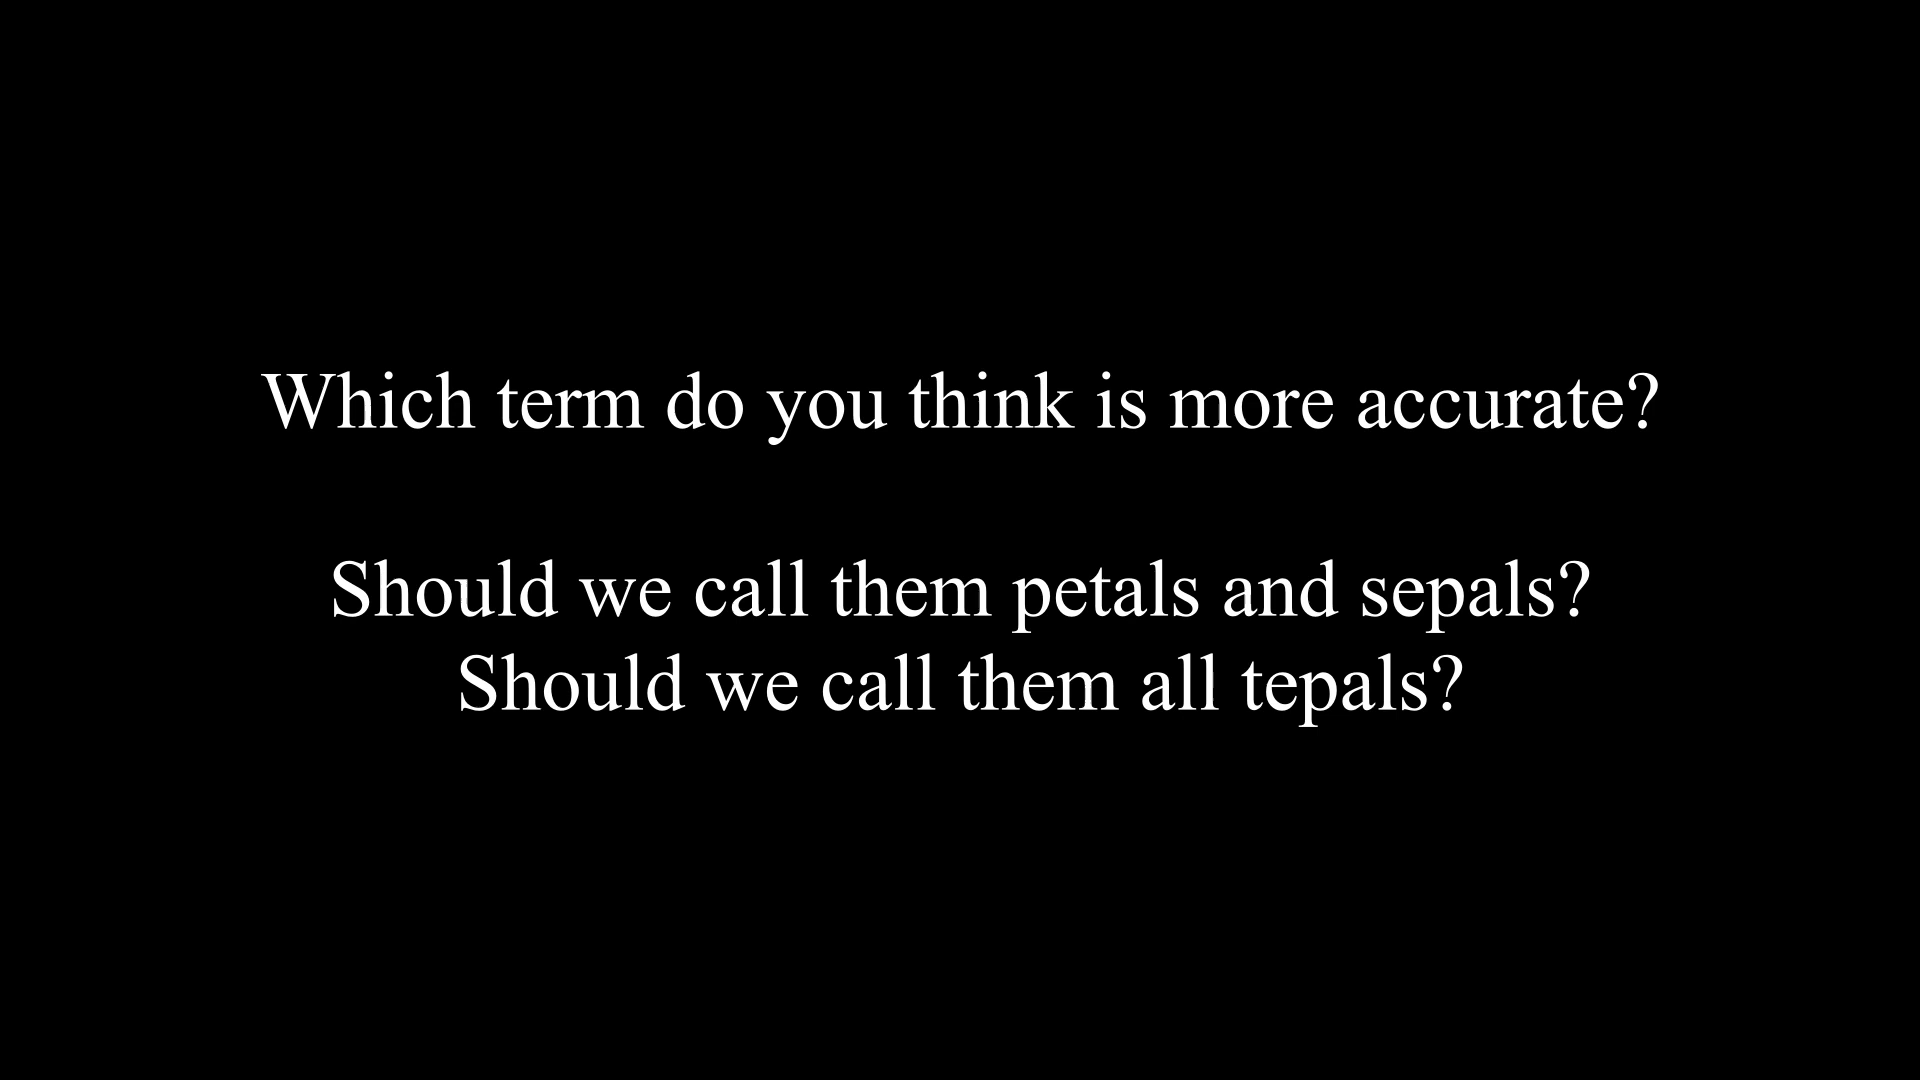 Which term do you think is more accurate?
Should we call them petals and sepals?
Should we call them all tepals?